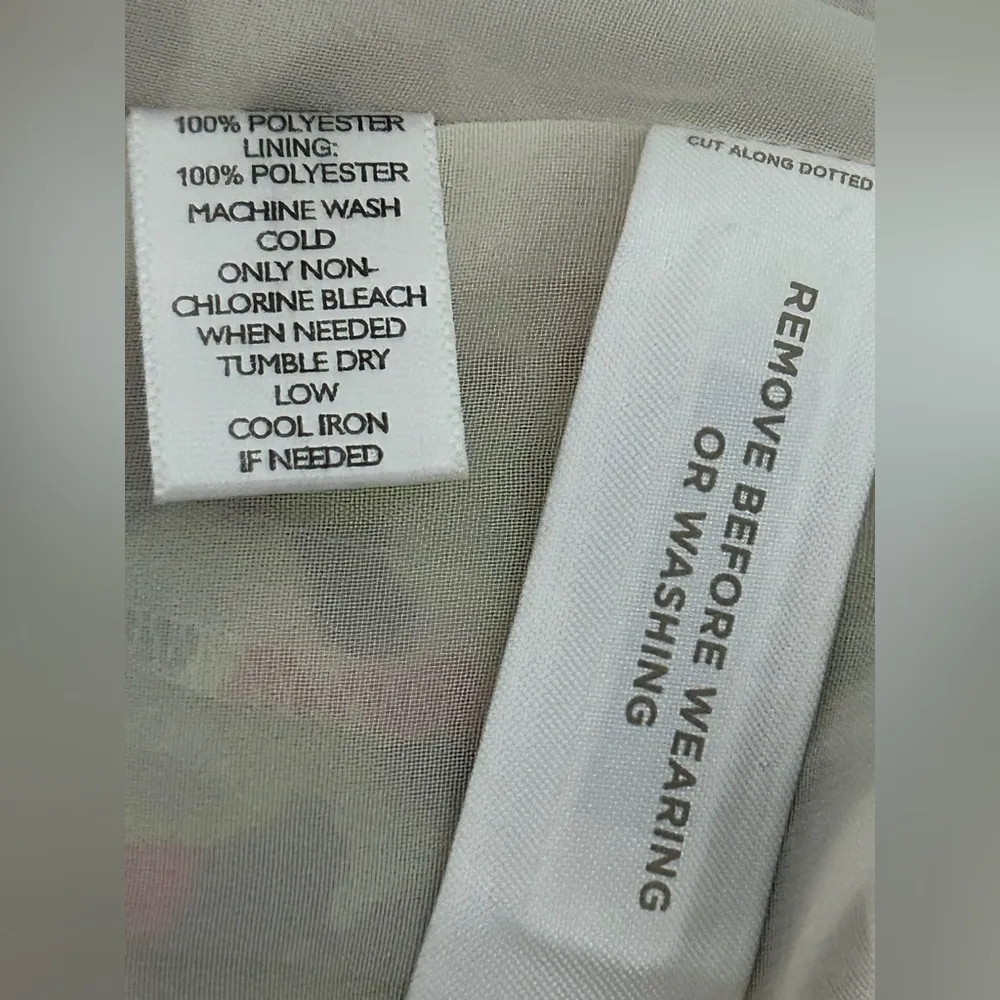 100% POLYESTER
LINING:
100% POLYESTER
MACHINE WASH
COLD
ONLY NON-
CHLORINE BLEACH
WHEN NEEDED
TUMBLE DRY
LOW
COOL IRON
IF NEEDED
CUT ALONG DOTTED
REMOVE BEFORE WEARING
OR WASHING